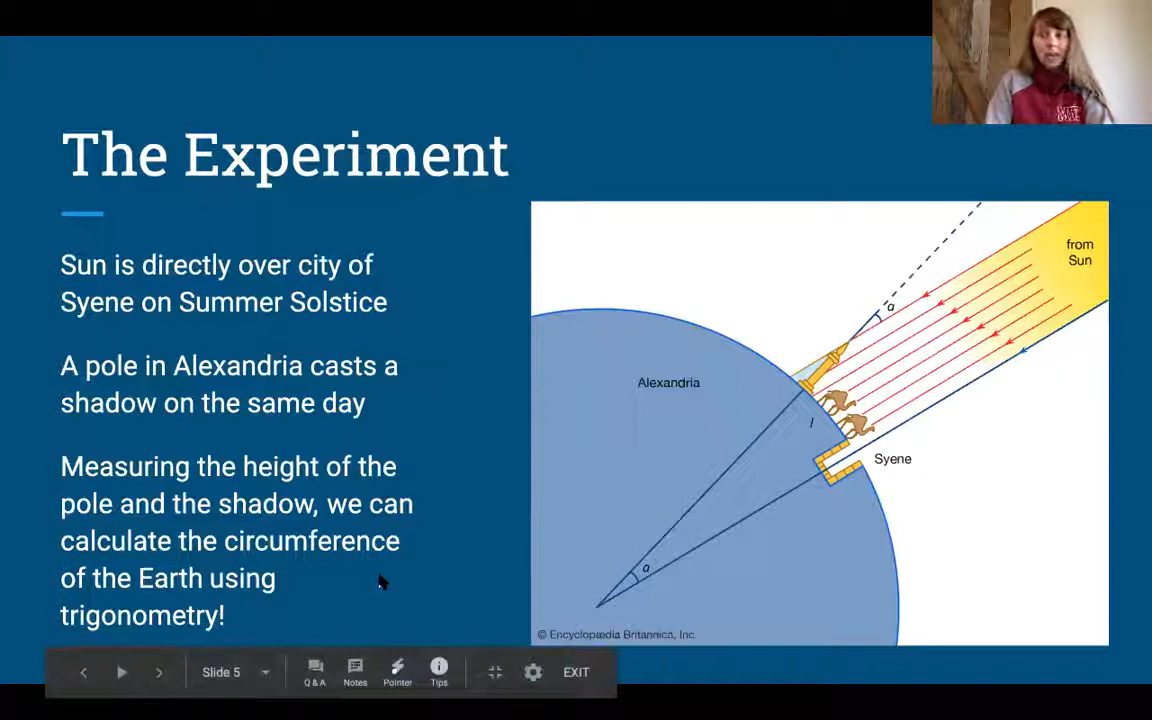 The Experiment
Sun is directly over city of
Syene on Summer Solstice
A pole in Alexandria casts a
shadow on the same day
Measuring the height of the
pole and the shadow, we can
calculate the circumference
of the Earth using
trigonometry!
from
Sun
α
Alexandria
l
Syene
α
© Encyclopædia Britannica, Inc.
Slide 5
Q & A
Notes
Pointer
Tips
EXIT